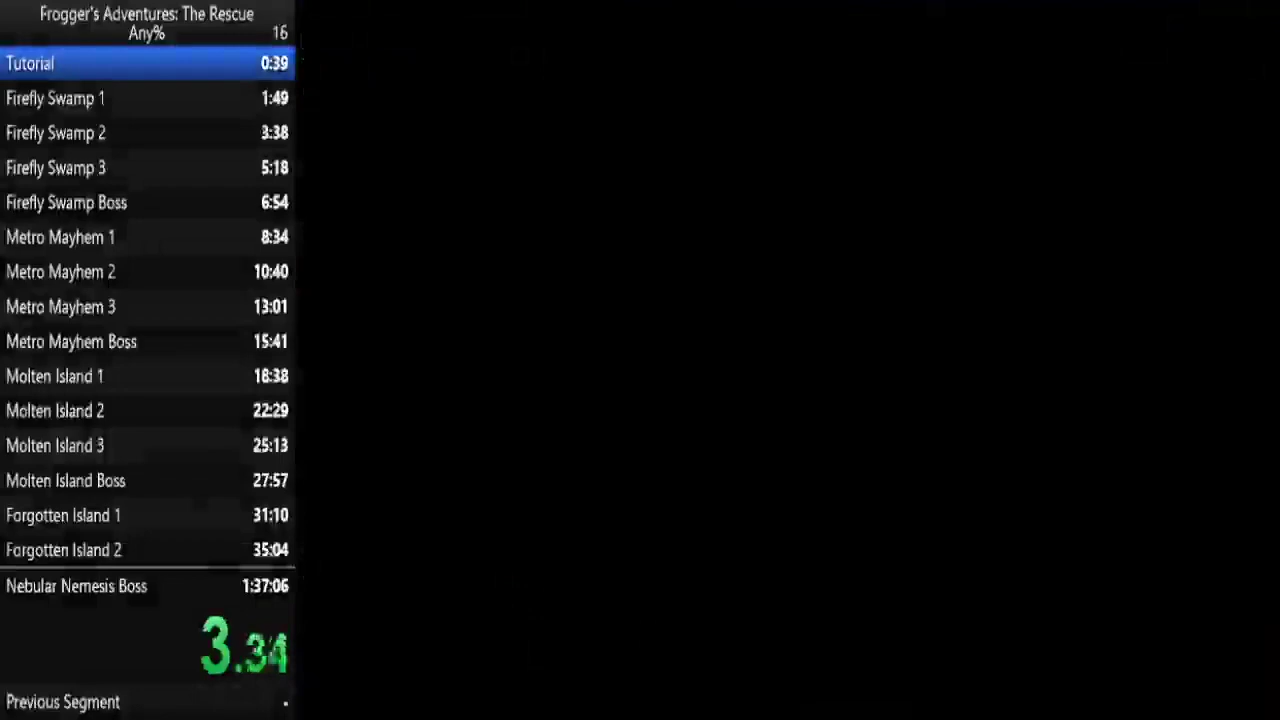 Frogger's Adventures: The Rescue
Any% 16
Tutorial 0:39
Firefly Swamp 1 1:49
Firefly Swamp 2 3:38
Firefly Swamp 3 5:18
Firefly Swamp Boss 6:54
Metro Mayhem 1 8:34
Metro Mayhem 2 10:40
Metro Mayhem 3 13:01
Metro Mayhem Boss 15:41
Molten Island 1 18:38
Molten Island 2 22:29
Molten Island 3 25:13
Molten Island Boss 27:57
Forgotten Island 1 31:10
Forgotten Island 2 35:04
Nebular Nemesis Boss 1:37:06
3.34
Previous Segment -